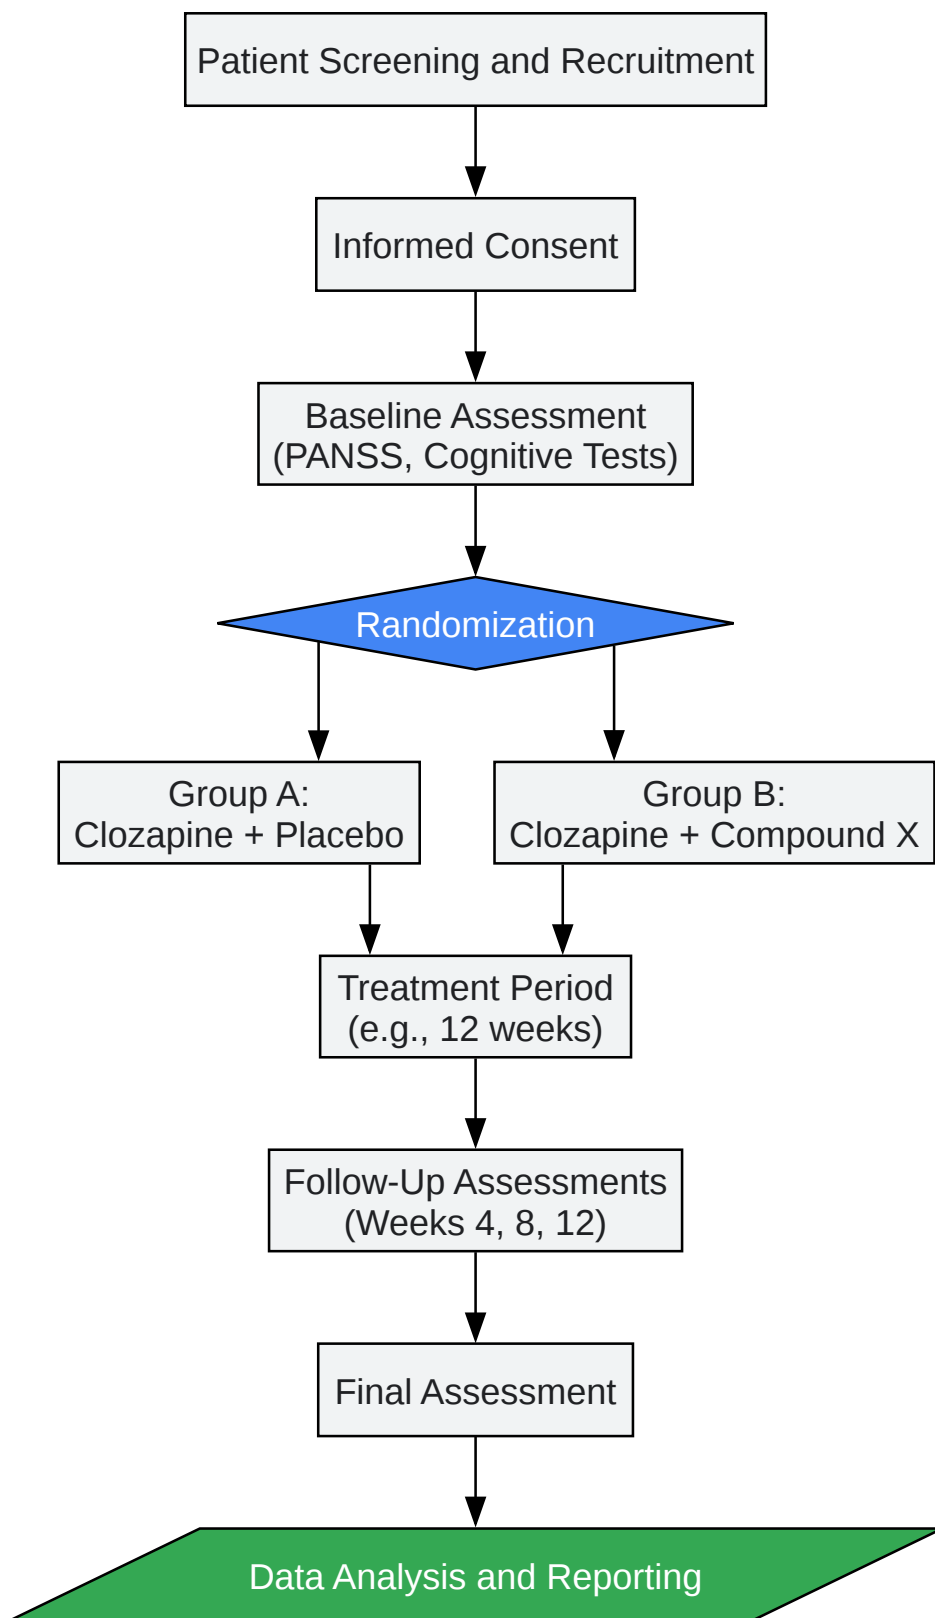 Patient Screening and Recruitment
Informed Consent
Baseline Assessment
(PANSS, Cognitive Tests)
Randomization
Group A:
Clozapine + Placebo
Group B:
Clozapine + Compound X
Treatment Period
(e.g., 12 weeks)
Follow-Up Assessments
(Weeks 4, 8, 12)
Final Assessment
Data Analysis and Reporting